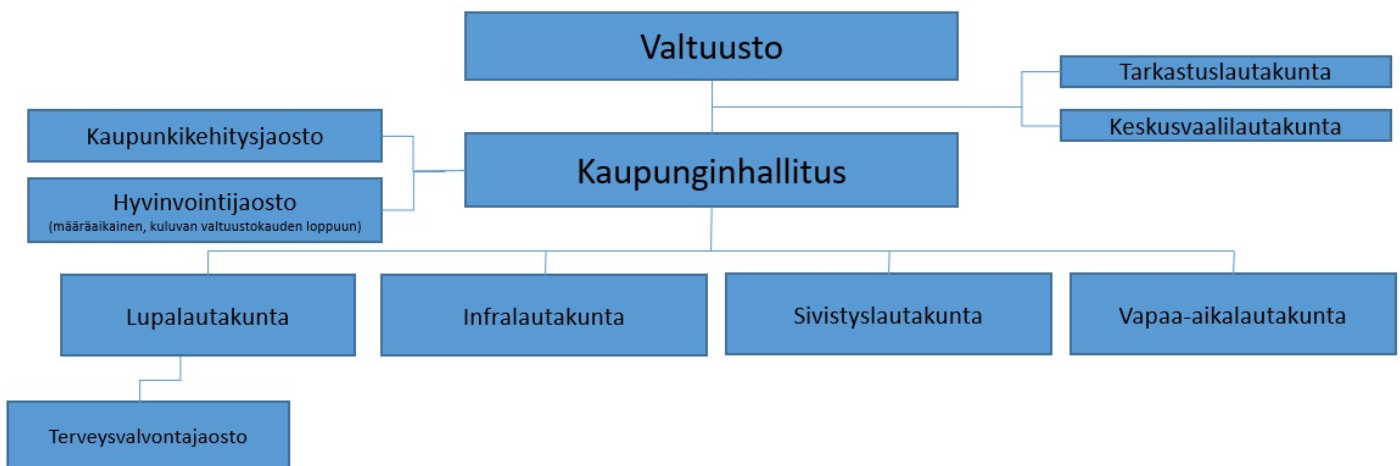 Valtuusto
Tarkastuslautakunta
Keskusvaalilautakunta
Kaupunkikehitysjaosto
Kaupunginhallitus
Hyvinvointijaosto
(määräaikainen, kuluvan valtuustokauden loppuun)
Lupalautakunta
Infralautakunta
Sivistyslautakunta
Vapaa-aikalautakunta
Terveysvalvontajaosto